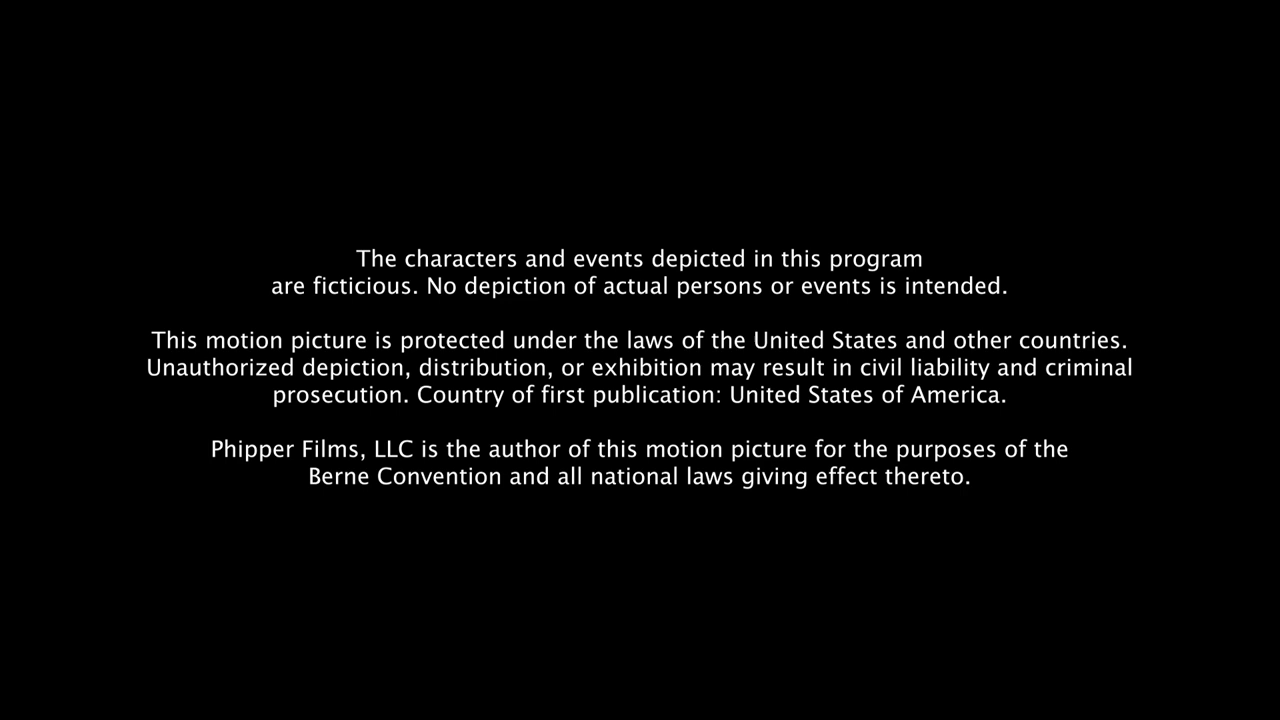 The characters and events depicted in this program
are ficticious. No depiction of actual persons or events is intended.
This motion picture is protected under the laws of the United States and other countries.
Unauthorized depiction, distribution, or exhibition may result in civil liability and criminal
prosecution. Country of first publication: United States of America.
Phipper Films, LLC is the author of this motion picture for the purposes of the
Berne Convention and all national laws giving effect thereto.